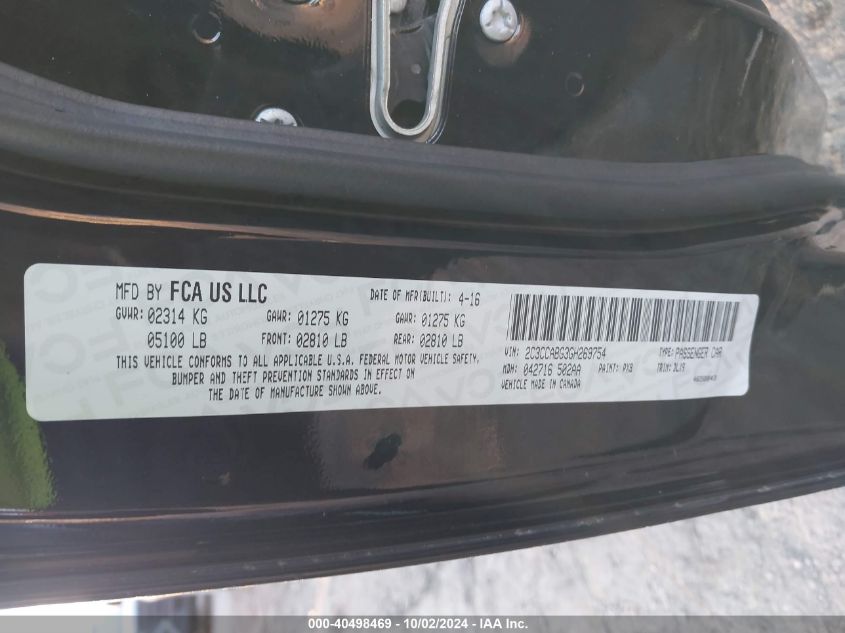 MFD BY FCA US LLC
DATE OF MFR(BUILT): 4-16
GVWR: 02314 KG GAWR: 01275 KG GAWR: 01275 KG
05100 LB FRONT: 02810 LB REAR: 02810 LB
THIS VEHICLE CONFORMS TO ALL APPLICABLE U.S.A. FEDERAL MOTOR VEHICLE SAFETY,
BUMPER AND THEFT PREVENTION STANDARDS IN EFFECT ON
THE DATE OF MANUFACTURE SHOWN ABOVE.
VIN: 2C3CCABG3GH269754 TYPE: PASSENGER CAR
MDH: 042716 502AA PAINT: PX8 TRIM: DLX9
VEHICLE MADE IN CANADA
000-40498469 - 10/02/2024 - IAA Inc.